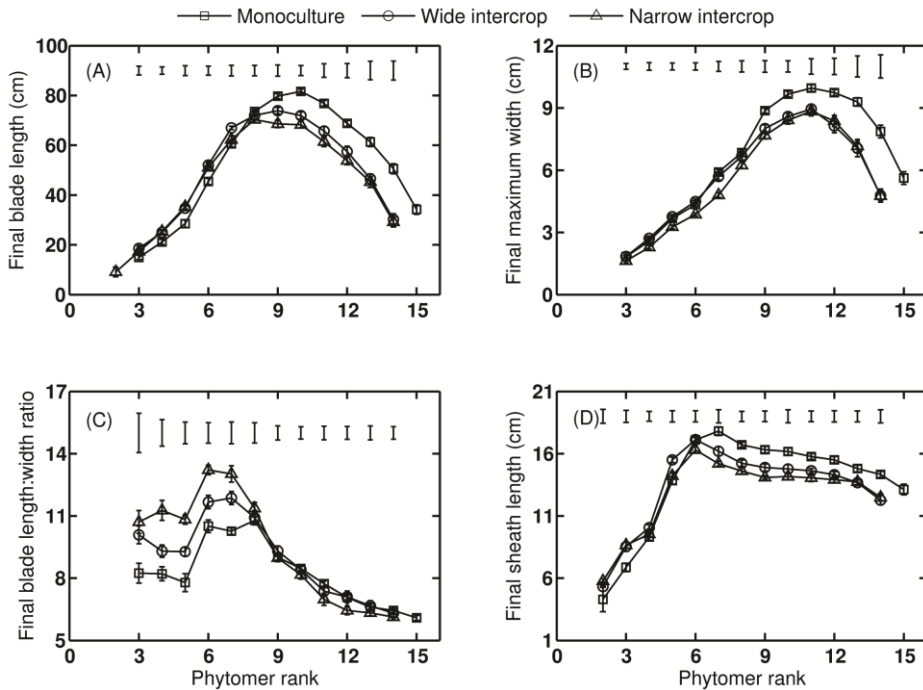 Monoculture Wide intercrop Narrow intercrop
(A)
Final blade length (cm)
100
80
60
40
20
0
0 3 6 9 12 15
(B)
Final maximum width (cm)
12
9
6
3
0
0 3 6 9 12 15
(C)
Final blade length:width ratio
17
14
11
8
5
0 3 6 9 12 15
Phytomer rank
(D)
Final sheath length (cm)
21
16
11
6
1
0 3 6 9 12 15
Phytomer rank